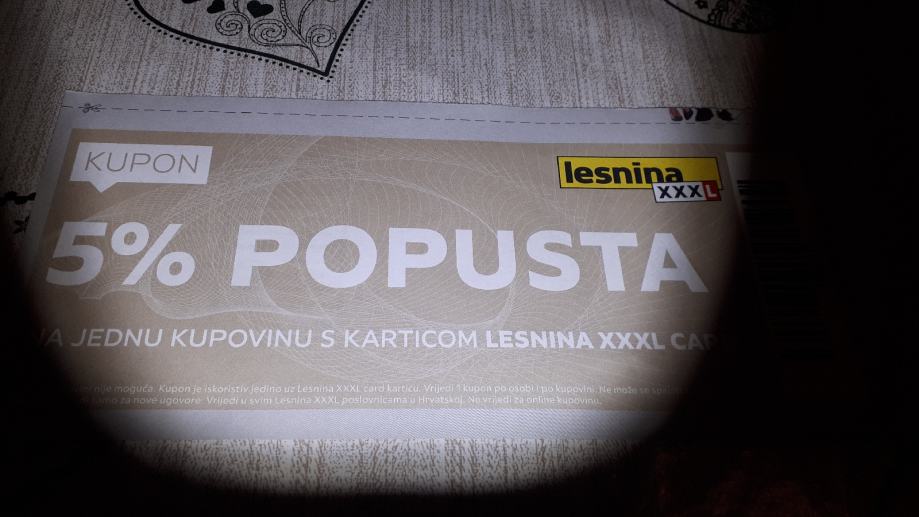 KUPON
lesnina
XXXL
5% POPUSTA
JEDNU KUPOVINU S KARTICOM LESNINA XXXL
nije moguća. Kupon je iskoristiv jedino uz Lesnina XXXL card karticu. Vrijedi 1 kupon po osobi i po kupovini. Ne može se
samo za nove ugovore. Vrijedi u svim Lesnina XXXL poslovnicama u Hrvatskoj. Ne vrijedi za online kupovinu.